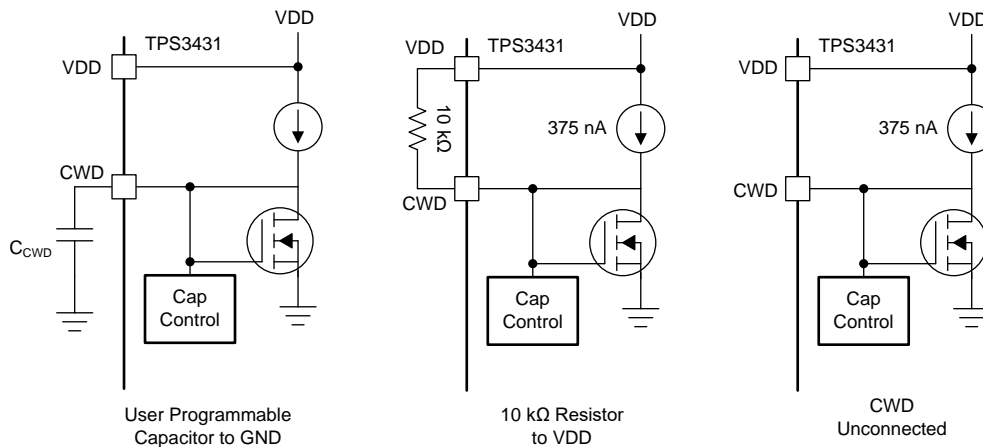 VDD
TPS3431
VDD
CWD
C_CWD
Cap
Control
User Programmable
Capacitor to GND
VDD
TPS3431
VDD
10 kΩ
375 nA
CWD
Cap
Control
10 kΩ Resistor
to VDD
VDD
TPS3431
VDD
375 nA
CWD
Cap
Control
CWD
Unconnected